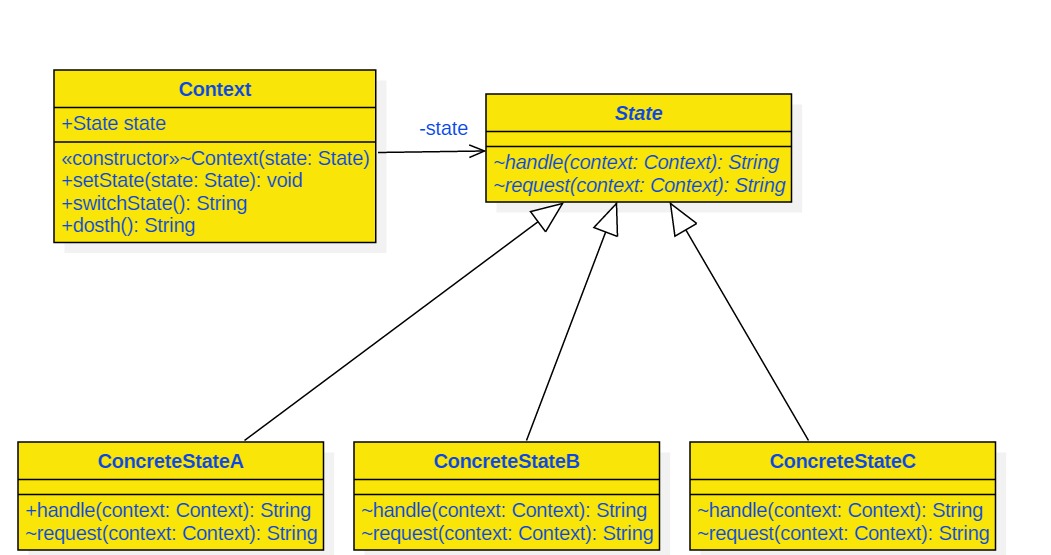 Context
+State state
«constructor»~Context(state: State)
+setState(state: State): void
+switchState(): String
+dosth(): String
-state
State
~handle(context: Context): String
~request(context: Context): String
ConcreteStateA
+handle(context: Context): String
~request(context: Context): String
ConcreteStateB
~handle(context: Context): String
~request(context: Context): String
ConcreteStateC
~handle(context: Context): String
~request(context: Context): String